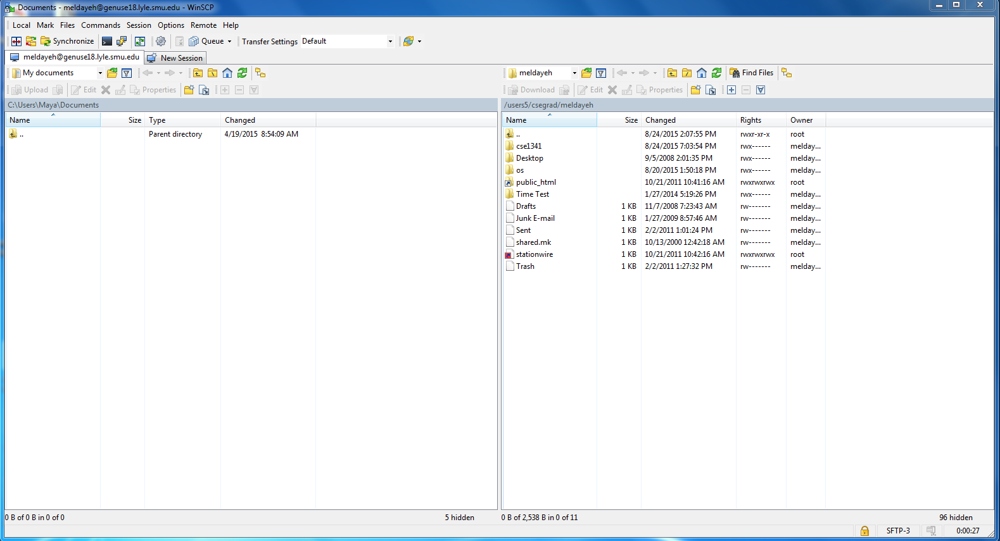 Documents - meldayeh@genuse18.lyle.smu.edu - WinSCP
Local Mark Files Commands Session Options Remote Help
Synchronize Queue Transfer Settings Default
meldayeh@genuse18.lyle.smu.edu New Session
My documents meldayeh Find Files
Upload Edit Properties Download Edit Properties
C:\Users\Maya\Documents /users5/csegrad/meldayeh
Name Size Type Changed Name Size Changed Rights Owner
.. Parent directory 4/19/2015 8:54:09 AM .. 8/24/2015 2:07:55 PM rwxr-xr-x root
cse1341 8/24/2015 7:03:54 PM rwx------ melday...
Desktop 9/5/2008 2:01:35 PM rwx------ melday...
os 8/20/2015 1:50:18 PM rwx------ melday...
public_html 10/21/2011 10:41:16 AM rwxrwxrwx root
Time Test 1/27/2014 5:19:26 PM rwx------ melday...
Drafts 1 KB 11/7/2008 7:23:43 AM rw------- melday...
Junk E-mail 1 KB 1/27/2009 8:57:46 AM rw------- melday...
Sent 1 KB 2/2/2011 1:01:24 PM rw------- melday...
shared.mk 1 KB 10/13/2000 12:42:18 AM rw------- melday...
stationwire 1 KB 10/21/2011 10:42:16 AM rwxrwxrwx root
Trash 1 KB 2/2/2011 1:27:32 PM rw------- melday...
0 B of 0 B in 0 of 0 5 hidden 0 B of 2,538 B in 0 of 11 96 hidden
SFTP-3 0:00:27